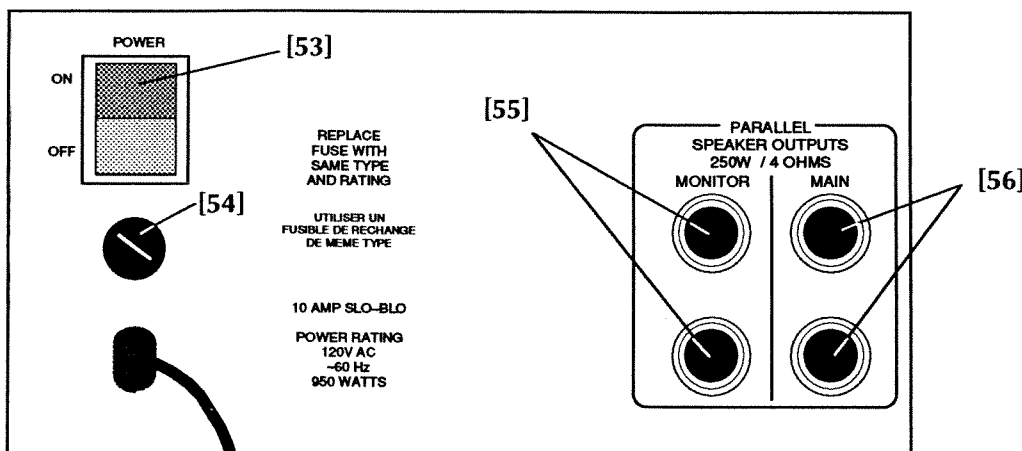 POWER
[53]
ON
OFF
[54]
REPLACE
FUSE WITH
SAME TYPE
AND RATING
UTILISER UN
FUSIBLE DE RECHANGE
DE MEME TYPE
10 AMP SLO-BLO
POWER RATING
120V AC
~60 Hz
950 WATTS
[55]
PARALLEL
SPEAKER OUTPUTS
250W / 4 OHMS
MONITOR
MAIN
[56]